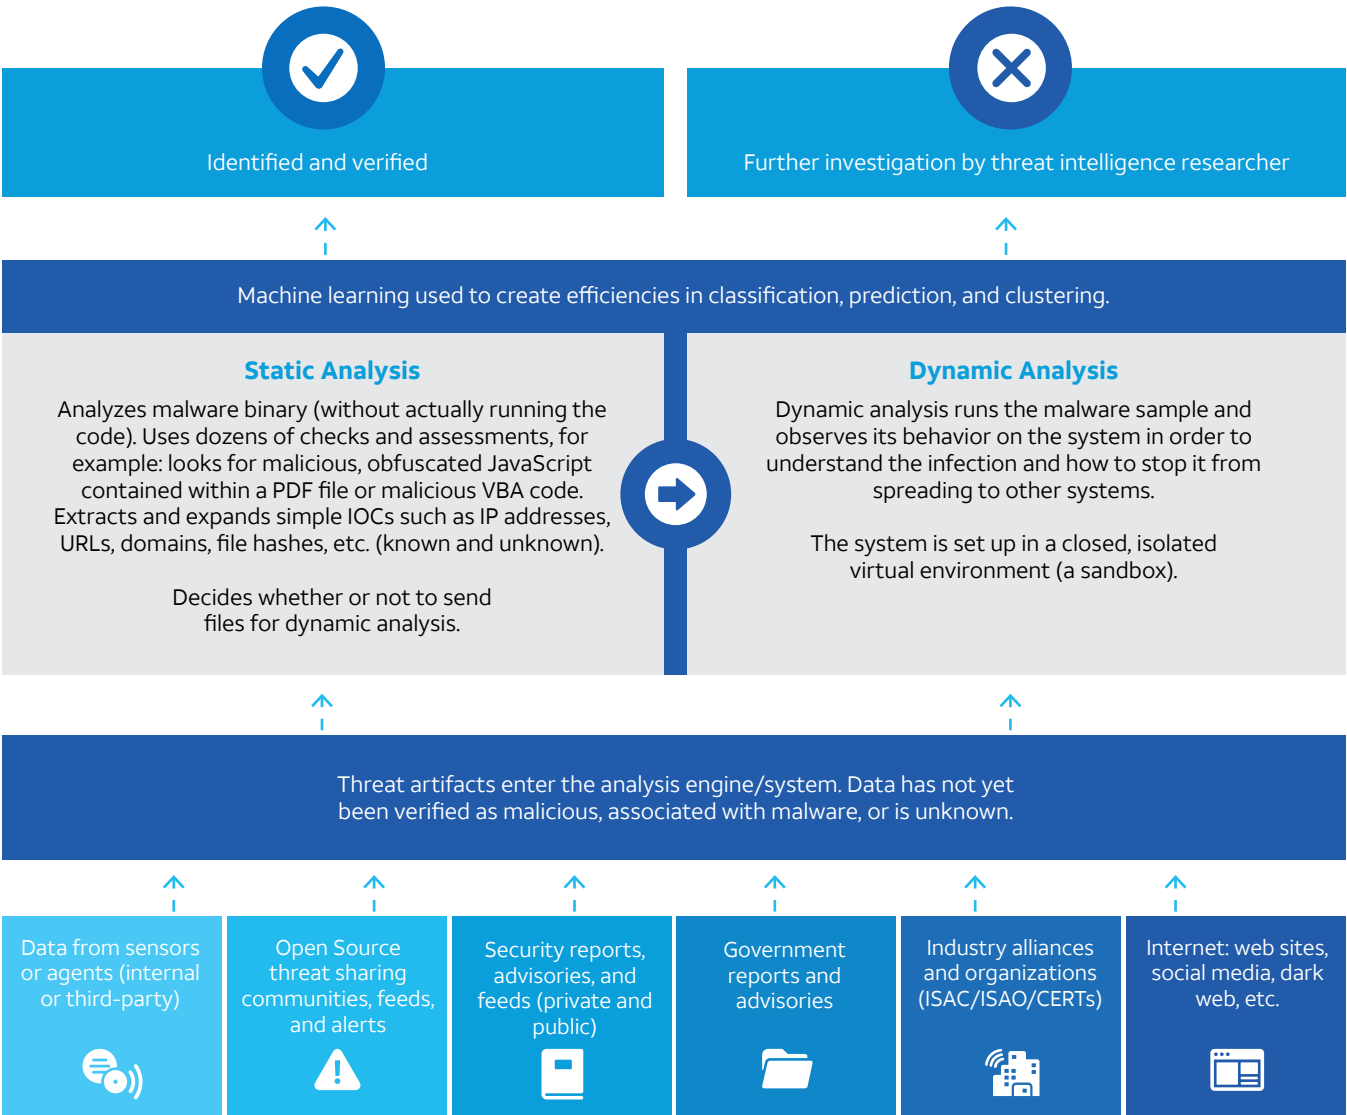 Identified and verified
Further investigation by threat intelligence researcher
Machine learning used to create efficiencies in classification, prediction, and clustering.
Static Analysis
Analyzes malware binary (without actually running the
code). Uses dozens of checks and assessments, for
example: looks for malicious, obfuscated JavaScript
contained within a PDF file or malicious VBA code.
Extracts and expands simple IOCs such as IP addresses,
URLs, domains, file hashes, etc. (known and unknown).
Decides whether or not to send
files for dynamic analysis.
Dynamic Analysis
Dynamic analysis runs the malware sample and
observes its behavior on the system in order to
understand the infection and how to stop it from
spreading to other systems.
The system is set up in a closed, isolated
virtual environment (a sandbox).
Threat artifacts enter the analysis engine/system. Data has not yet
been verified as malicious, associated with malware, or is unknown.
Data from sensors
or agents (internal
or third-party)
Open Source
threat sharing
communities, feeds,
and alerts
Security reports,
advisories, and
feeds (private and
public)
Government
reports and
advisories
Industry alliances
and organizations
(ISAC/ISAO/CERTs)
Internet: web sites,
social media, dark
web, etc.